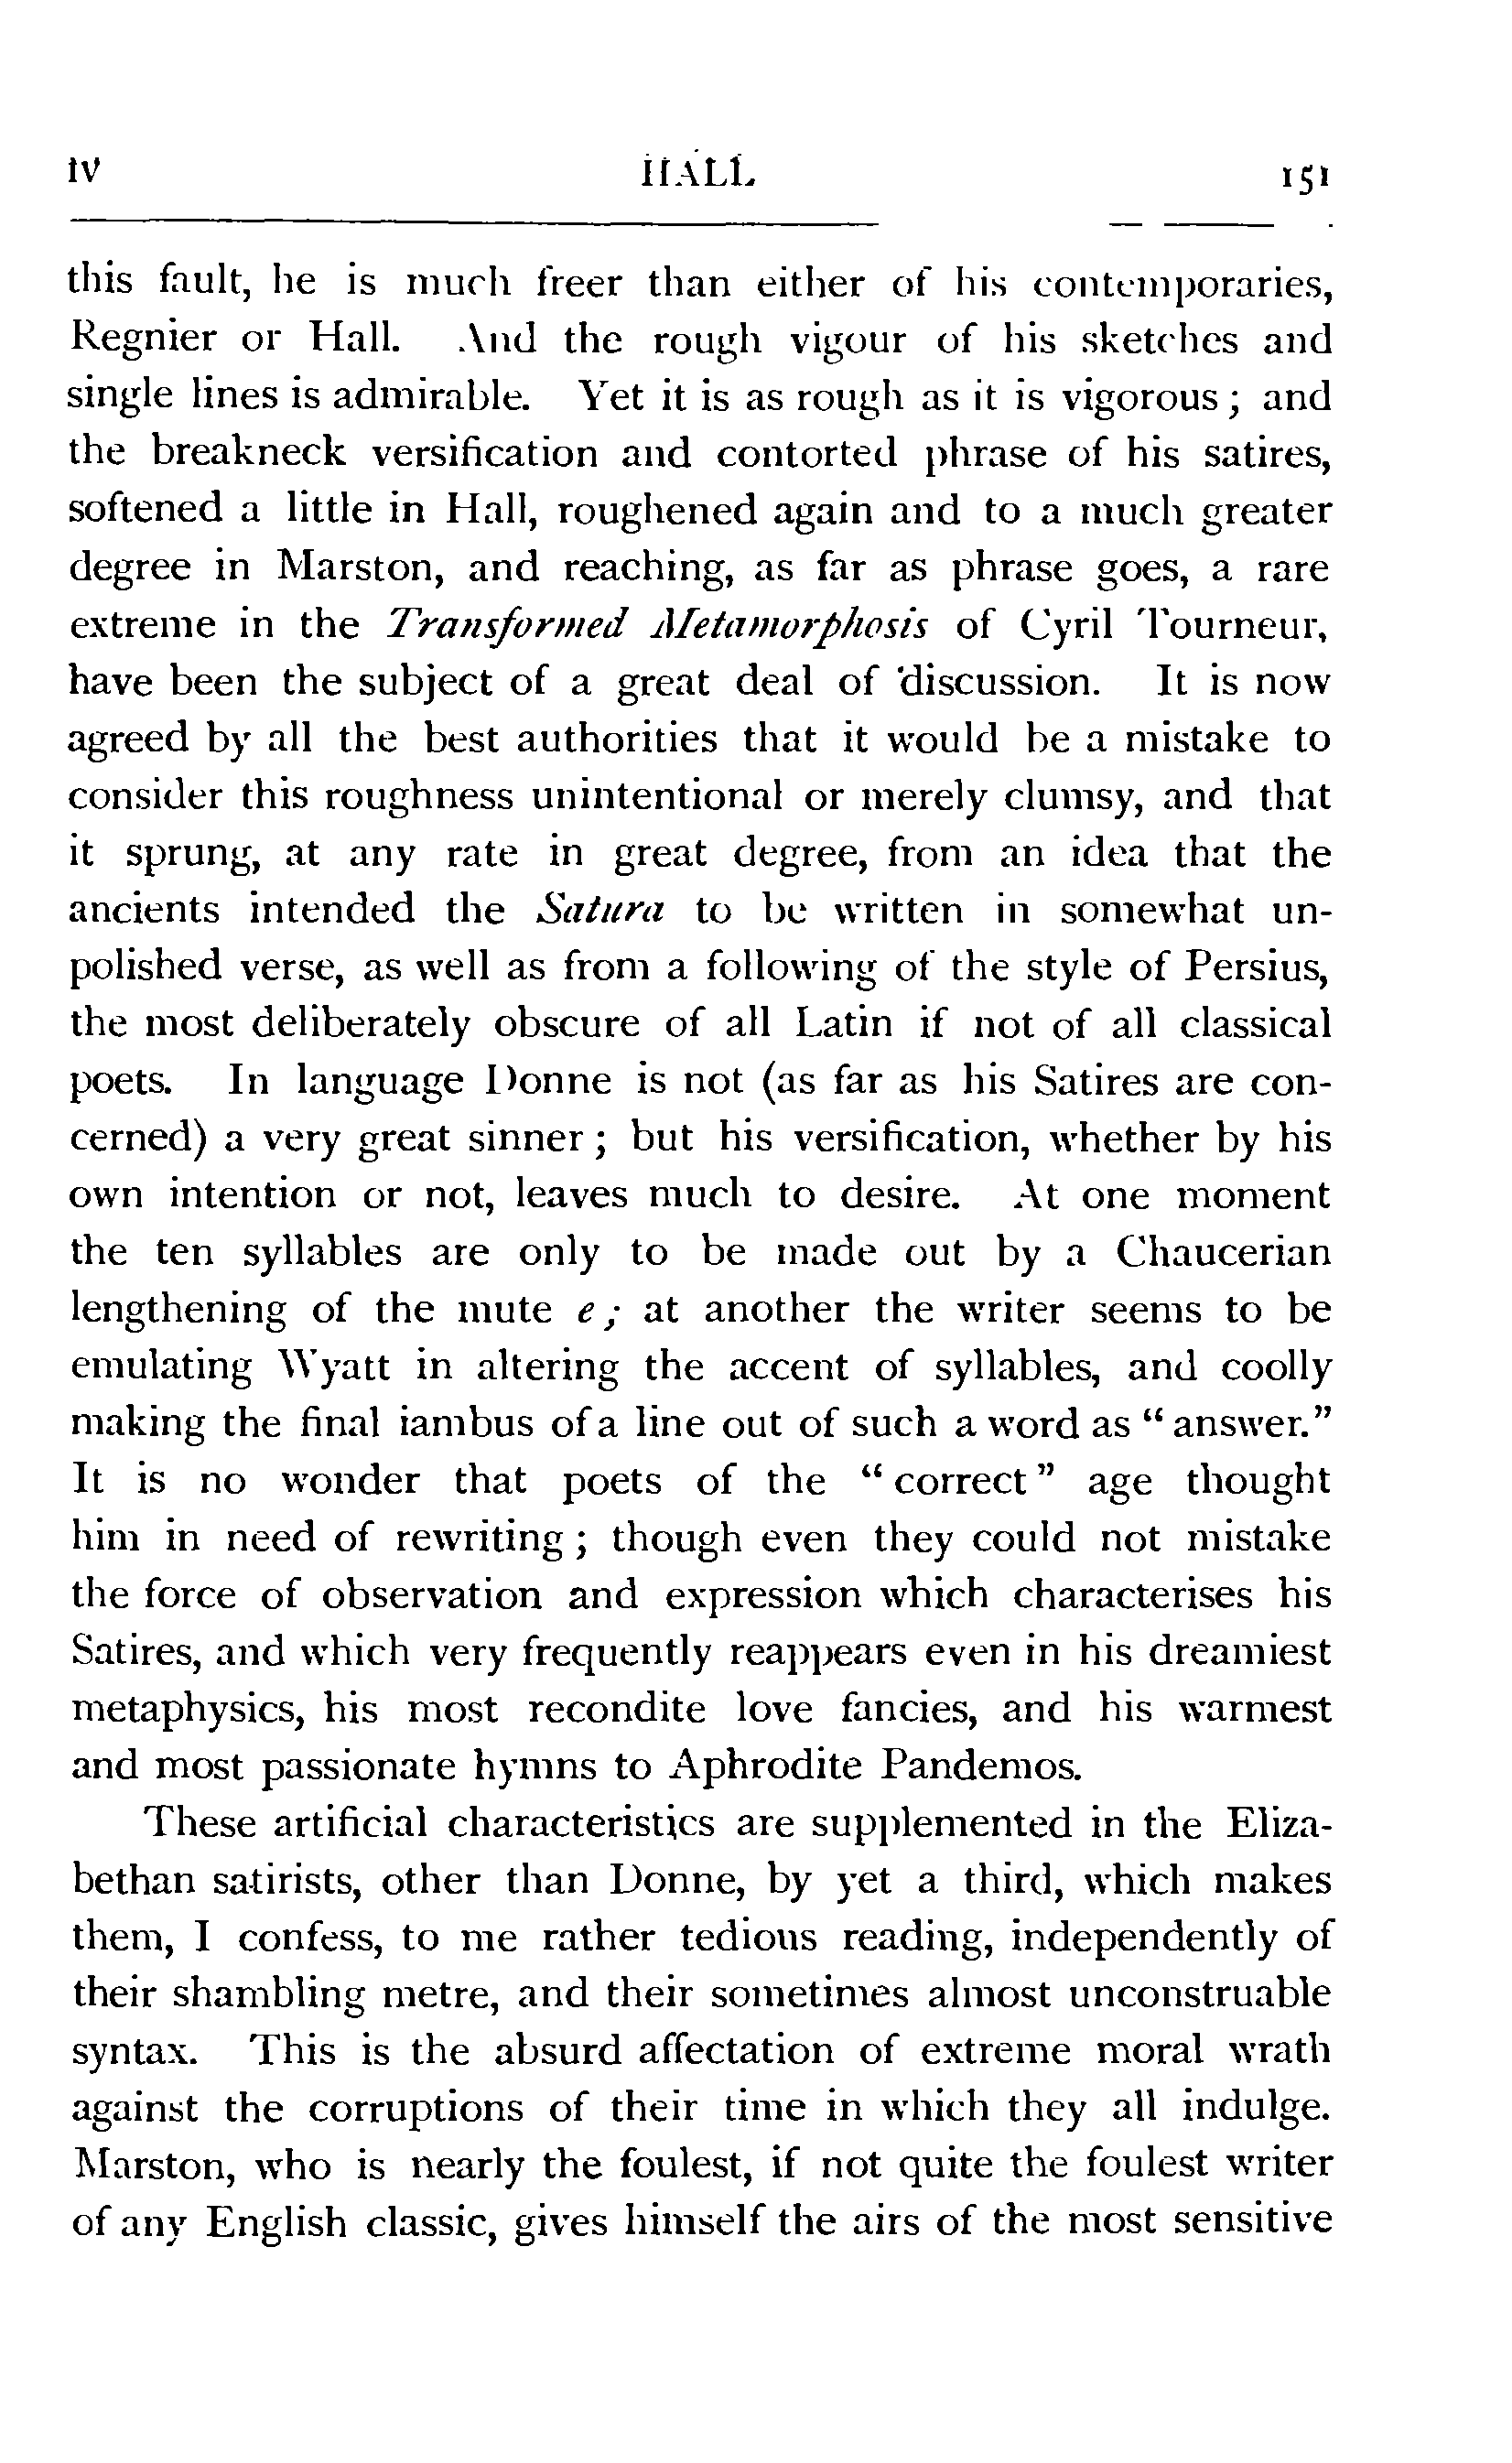 IV HALL 151
this fault, he is much freer than either of his contemporaries,
Regnier or Hall. And the rough vigour of his sketches and
single lines is admirable. Yet it is as rough as it is vigorous; and
the breakneck versification and contorted phrase of his satires,
softened a little in Hall, roughened again and to a much greater
degree in Marston, and reaching, as far as phrase goes, a rare
extreme in the Transformed Metamorphosis of Cyril Tourneur,
have been the subject of a great deal of discussion. It is now
agreed by all the best authorities that it would be a mistake to
consider this roughness unintentional or merely clumsy, and that
it sprung, at any rate in great degree, from an idea that the
ancients intended the Satura to be written in somewhat un-
polished verse, as well as from a following of the style of Persius,
the most deliberately obscure of all Latin if not of all classical
poets. In language Donne is not (as far as his Satires are con-
cerned) a very great sinner; but his versification, whether by his
own intention or not, leaves much to desire. At one moment
the ten syllables are only to be made out by a Chaucerian
lengthening of the mute e; at another the writer seems to be
emulating Wyatt in altering the accent of syllables, and coolly
making the final iambus of a line out of such a word as "answer."
It is no wonder that poets of the "correct" age thought
him in need of rewriting; though even they could not mistake
the force of observation and expression which characterises his
Satires, and which very frequently reappears even in his dreamiest
metaphysics, his most recondite love fancies, and his warmest
and most passionate hymns to Aphrodite Pandemos.
These artificial characteristics are supplemented in the Eliza-
bethan satirists, other than Donne, by yet a third, which makes
them, I confess, to me rather tedious reading, independently of
their shambling metre, and their sometimes almost unconstruable
syntax. This is the absurd affectation of extreme moral wrath
against the corruptions of their time in which they all indulge.
Marston, who is nearly the foulest, if not quite the foulest writer
of any English classic, gives himself the airs of the most sensitive